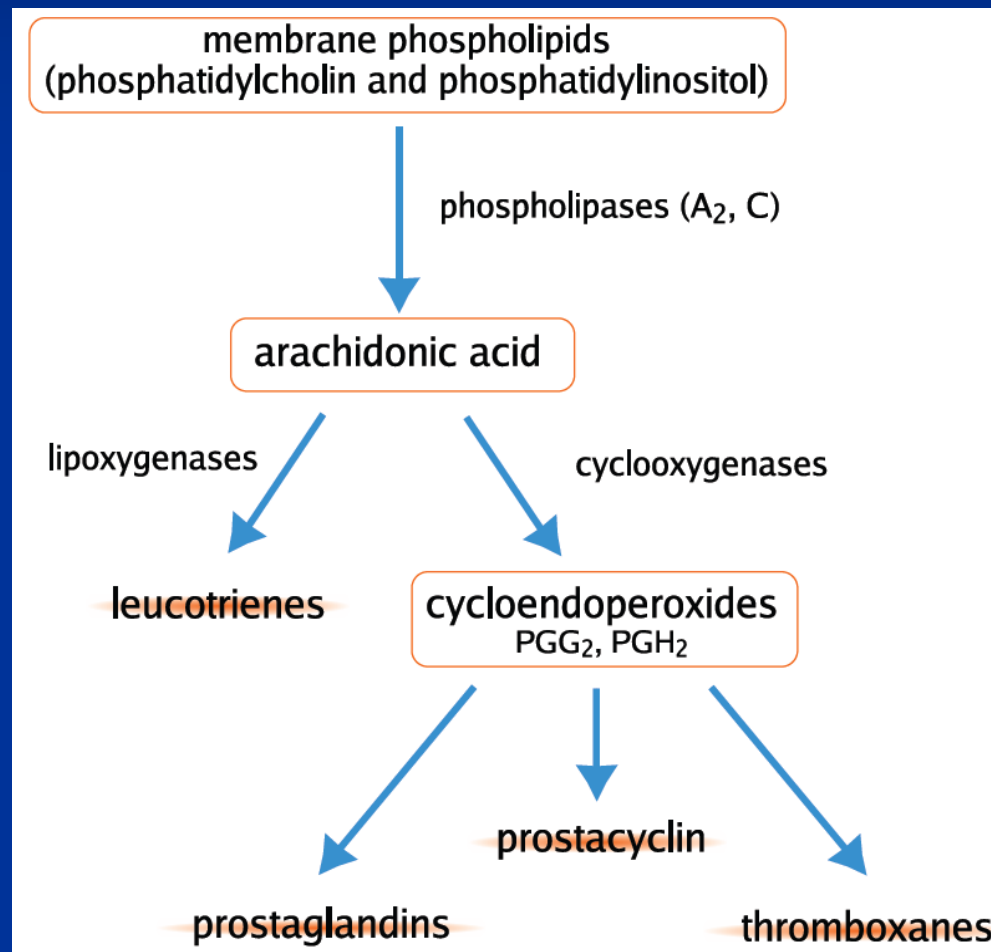 membrane phospholipids
(phosphatidylcholin and phosphatidylinositol)
phospholipases (A₂, C)
arachidonic acid
lipoxygenases
cyclooxygenases
leucotrienes
cycloendoperoxides
PGG₂, PGH₂
prostacyclin
prostaglandins
thromboxanes